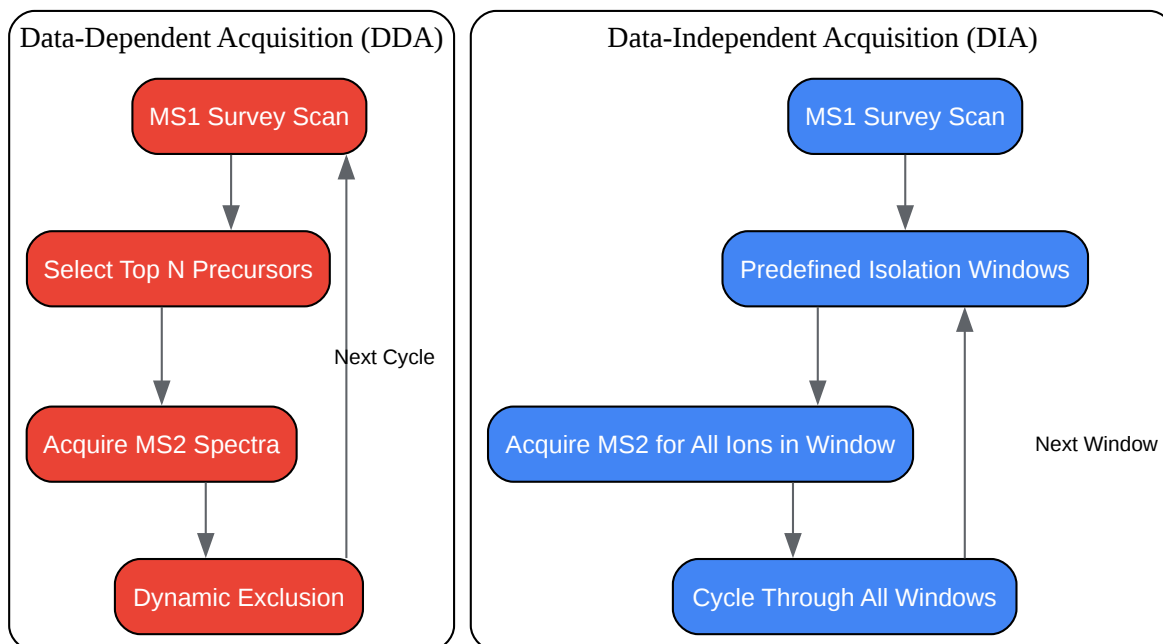 Data-Dependent Acquisition (DDA)
MS1 Survey Scan
Select Top N Precursors
Next Cycle
Acquire MS2 Spectra
Dynamic Exclusion
Data-Independent Acquisition (DIA)
MS1 Survey Scan
Predefined Isolation Windows
Acquire MS2 for All Ions in Window
Next Window
Cycle Through All Windows